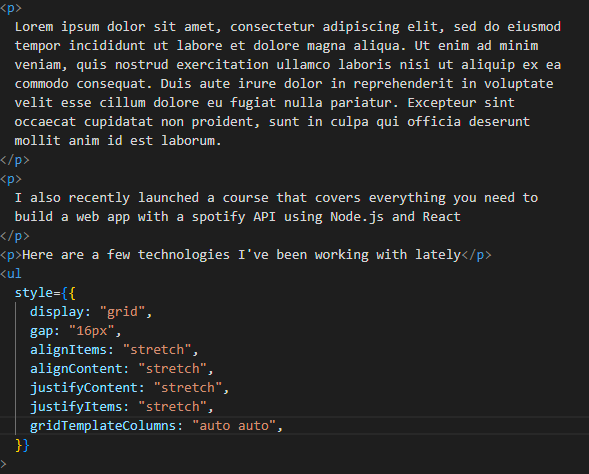 <p>
Lorem ipsum dolor sit amet, consectetur adipiscing elit, sed do eiusmod
tempor incididunt ut labore et dolore magna aliqua. Ut enim ad minim
veniam, quis nostrud exercitation ullamco laboris nisi ut aliquip ex ea
commodo consequat. Duis aute irure dolor in reprehenderit in voluptate
velit esse cillum dolore eu fugiat nulla pariatur. Excepteur sint
occaecat cupidatat non proident, sunt in culpa qui officia deserunt
mollit anim id est laborum.
</p>
<p>
I also recently launched a course that covers everything you need to
build a web app with a spotify API using Node.js and React
</p>
<p>Here are a few technologies I've been working with lately</p>
<ul
style={{
display: "grid",
gap: "16px",
alignItems: "stretch",
alignContent: "stretch",
justifyContent: "stretch",
justifyItems: "stretch",
gridTemplateColumns: "auto auto",
}}
>